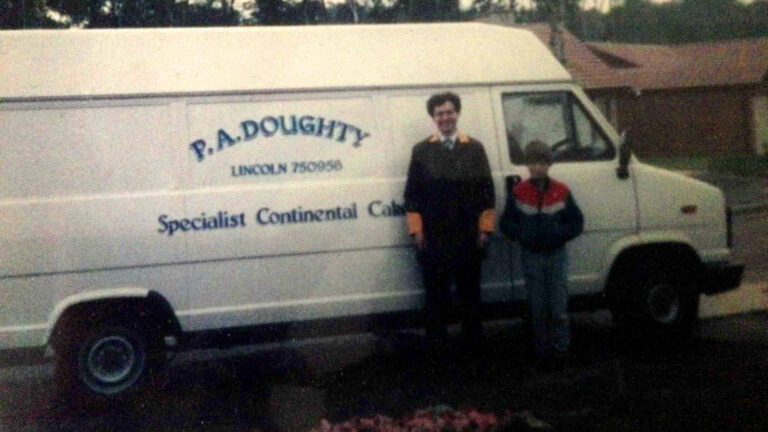 P.A.DOUGHTY
LINCOLN 750956
Specialist Continental